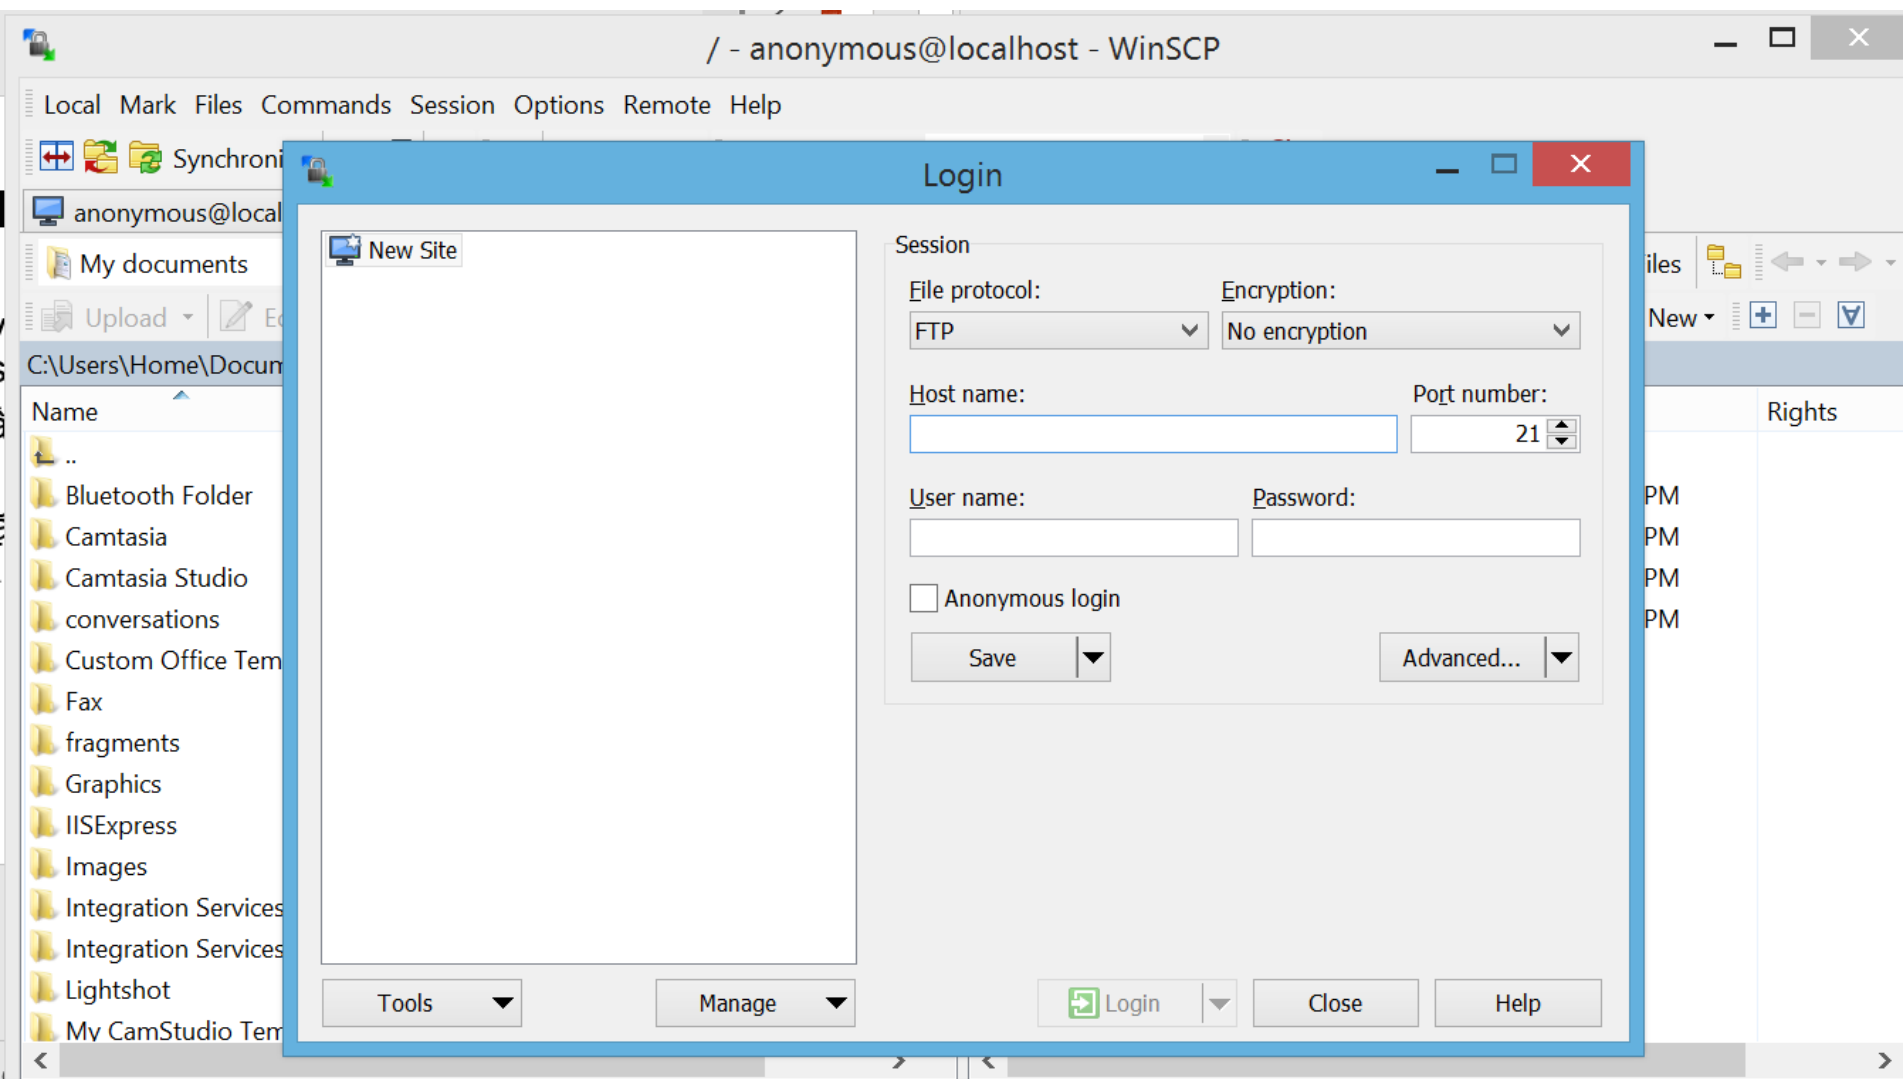 / - anonymous@localhost - WinSCP
Local Mark Files Commands Session Options Remote Help
Synchroni
Login
anonymous@local
New Site
Session
My documents
iles
File protocol:
Encryption:
Upload
New
FTP
No encryption
C:\Users\Home\Docum
Host name:
Port number:
Name
Rights
21
..
Bluetooth Folder
User name:
Password:
PM
Camtasia
PM
Camtasia Studio
PM
Anonymous login
conversations
PM
Custom Office Tem
Save
Advanced...
Fax
fragments
Graphics
IISExpress
Images
Integration Services
Integration Services
Lightshot
Tools
Manage
Login
Close
Help
My CamStudio Tem